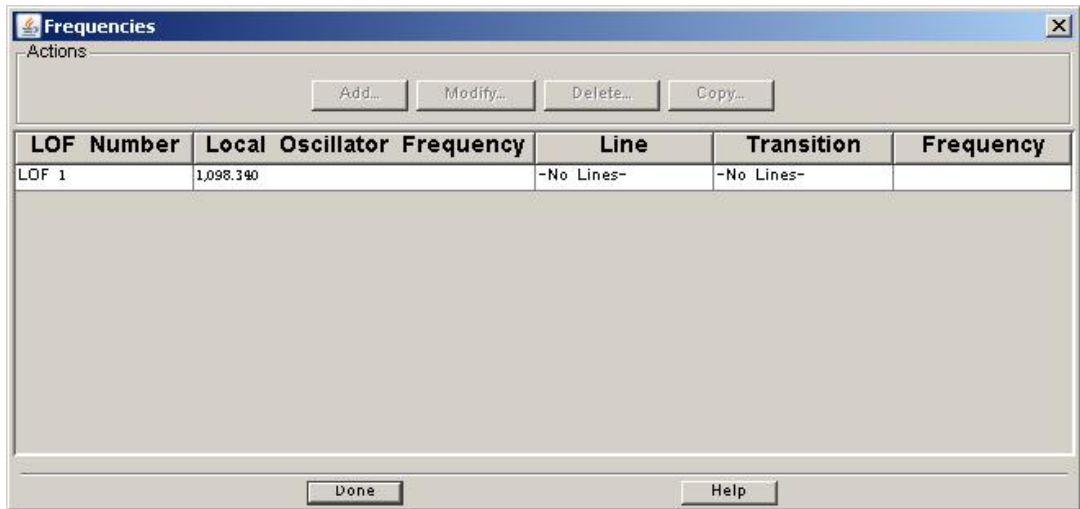 Frequencies
Actions
Add... Modify... Delete... Copy...
LOF Number Local Oscillator Frequency Line Transition Frequency
LOF 1 1,098.340 -No Lines- -No Lines-
Done Help